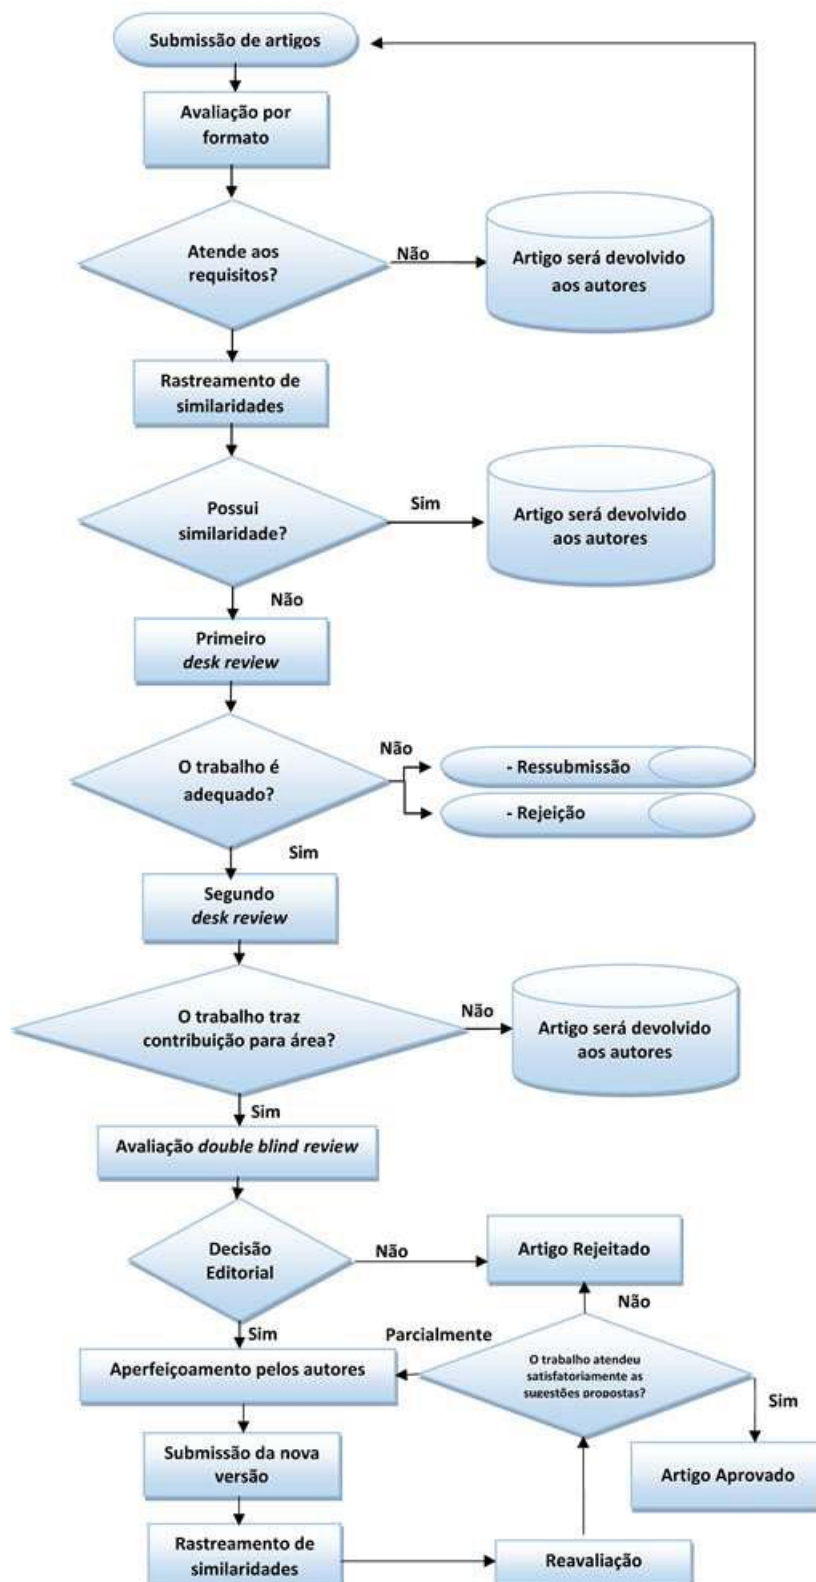 Submissão de artigos
Avaliação por
formato
Atende aos
requisitos?
Não
Artigo será devolvido
aos autores
Rastreamento de
similaridades
Possui
similaridade?
Sim
Artigo será devolvido
aos autores
Não
Primeiro
desk review
O trabalho é
adequado?
Não
- Ressubmissão
- Rejeição
Sim
Segundo
desk review
O trabalho traz
contribuição para área?
Não
Artigo será devolvido
aos autores
Sim
Avaliação double blind review
Decisão
Editorial
Não
Artigo Rejeitado
Sim
Não
Parcialmente
Aperfeiçoamento pelos autores
O trabalho atendeu
satisfatoriamente as
sugestões propostas?
Sim
Artigo Aprovado
Submissão da nova
versão
Rastreamento de
similaridades
Reavaliação